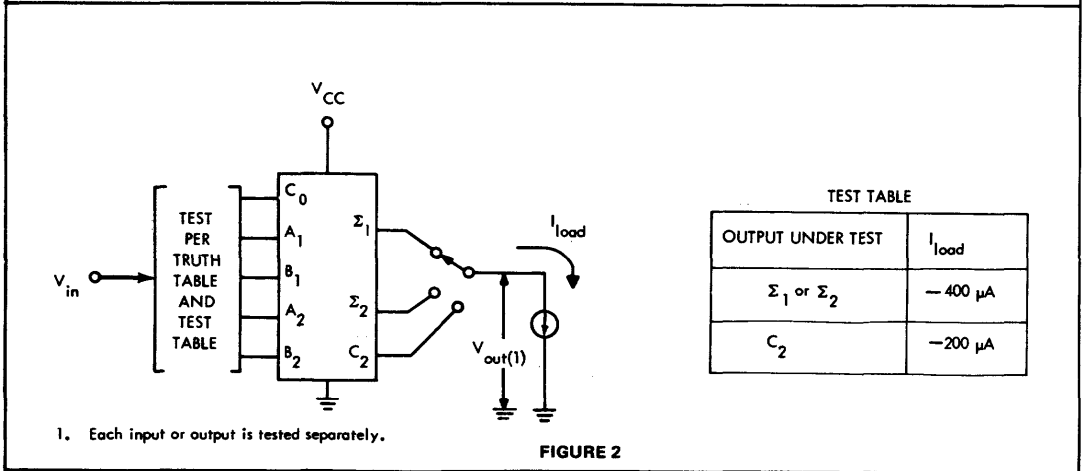 V_CC
C_0
A_1
B_1
A_2
B_2
Σ_1
Σ_2
C_2
V_in
TEST
PER
TRUTH
TABLE
AND
TEST
TABLE
I_load
V_out(1)
TEST TABLE
OUTPUT UNDER TEST I_load
Σ_1 or Σ_2 — 400 μA
C_2 —200 μA
1. Each input or output is tested separately.
FIGURE 2